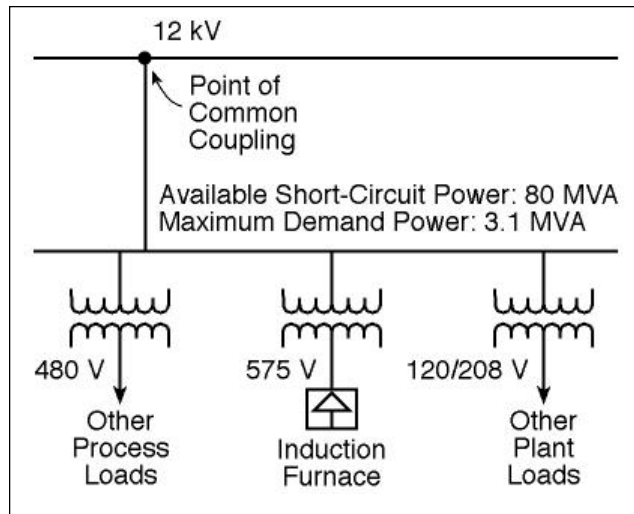 12 kV
Point of
Common
Coupling
Available Short-Circuit Power: 80 MVA
Maximum Demand Power: 3.1 MVA
480 V
575 V
120/208 V
Other
Process
Loads
Induction
Furnace
Other
Plant
Loads